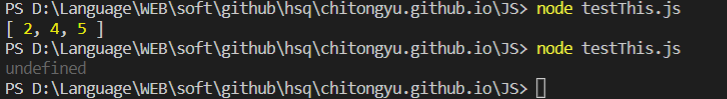 PS D:\Language\WEB\soft\github\hsq\chitongyu.github.io\JS> node testThis.js
[ 2, 4, 5 ]
PS D:\Language\WEB\soft\github\hsq\chitongyu.github.io\JS> node testThis.js
undefined
PS D:\Language\WEB\soft\github\hsq\chitongyu.github.io\JS>